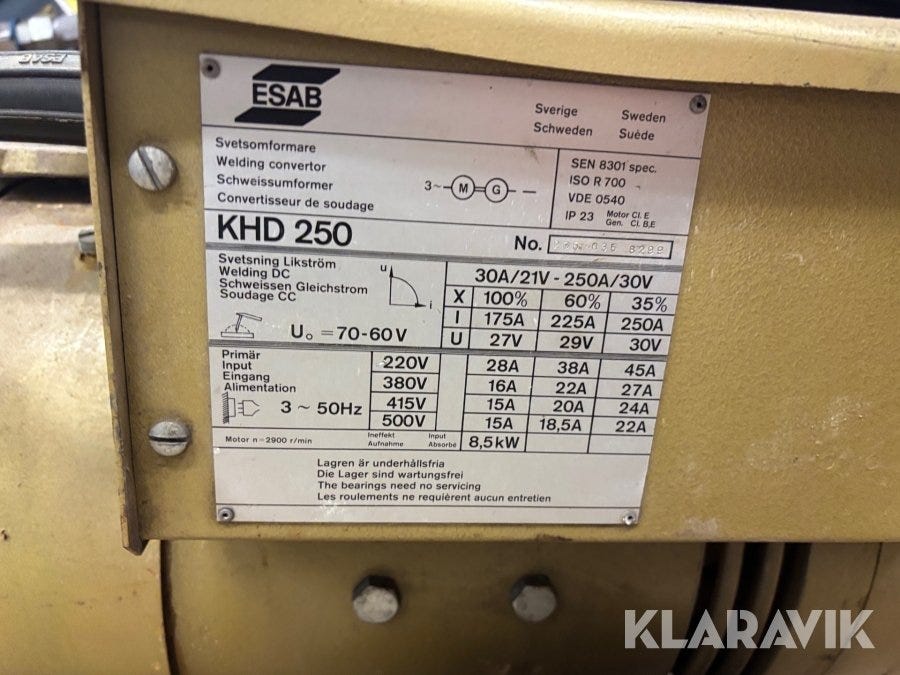 ESAB
ESAB
Sverige Sweden
Schweden Suède
Svetsomformare
Welding convertor
Schweissumformer
Convertisseur de soudage
3~ M G
SEN 8301 spec.
ISO R 700
VDE 0540
IP 23 Motor Cl. E
Gen. Cl. B,E
KHD 250
No.
Svetsning Likström
Welding DC
Schweissen Gleichstrom
Soudage CC
u
i
U₀ = 70-60 V
30A/21V - 250A/30V
X 100% 60% 35%
I 175A 225A 250A
U 27V 29V 30V
Primär
Input
Eingang
Alimentation
3 ~ 50Hz
220V 28A 38A 45A
380V 16A 22A 27A
415V 15A 20A 24A
500V 15A 18,5A 22A
Motor n=2900 r/min
Ineffekt Input
Aufnahme Absorbé
8,5kW
Lagren är underhållsfria
Die Lager sind wartungsfrei
The bearings need no servicing
Les roulements ne requièrent aucun entretien
KLARAVIK